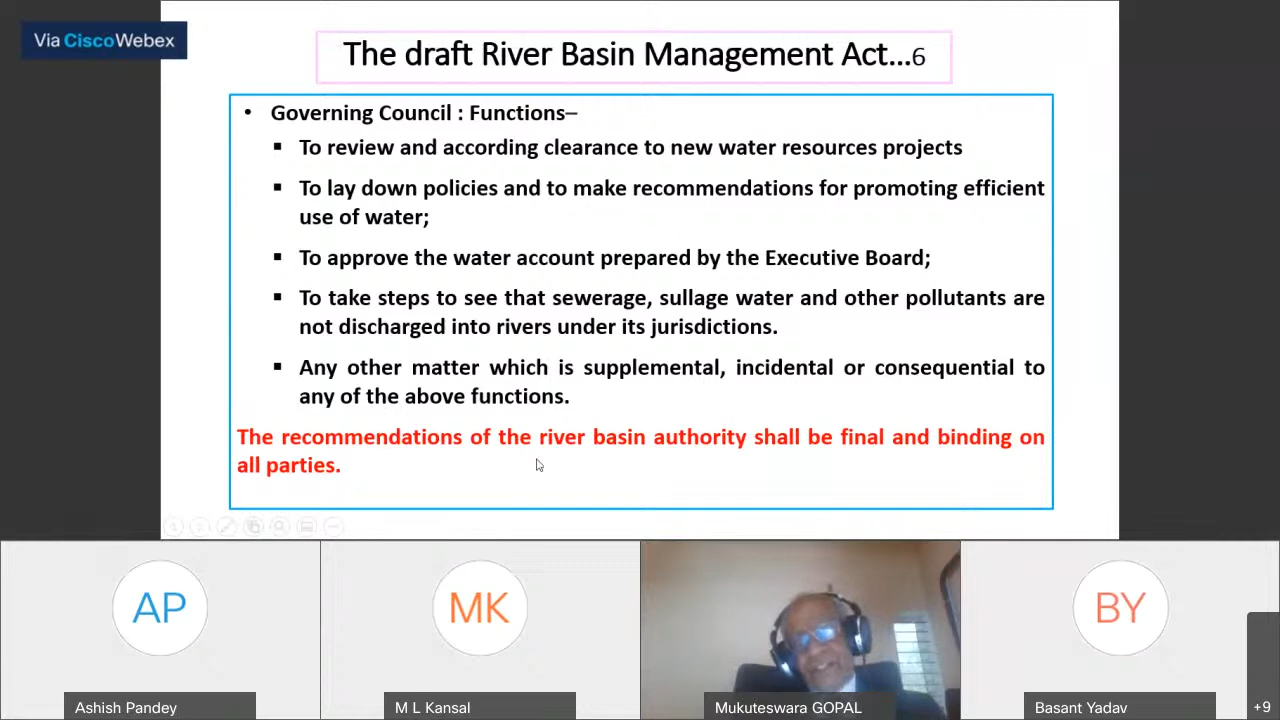 Via CiscoWebex
The draft River Basin Management Act...6
• Governing Council : Functions–
▪ To review and according clearance to new water resources projects
▪ To lay down policies and to make recommendations for promoting efficient
use of water;
▪ To approve the water account prepared by the Executive Board;
▪ To take steps to see that sewerage, sullage water and other pollutants are
not discharged into rivers under its jurisdictions.
▪ Any other matter which is supplemental, incidental or consequential to
any of the above functions.
The recommendations of the river basin authority shall be final and binding on
all parties.
AP
MK
BY
Ashish Pandey
M L Kansal
Mukuteswara GOPAL
Basant Yadav
+9